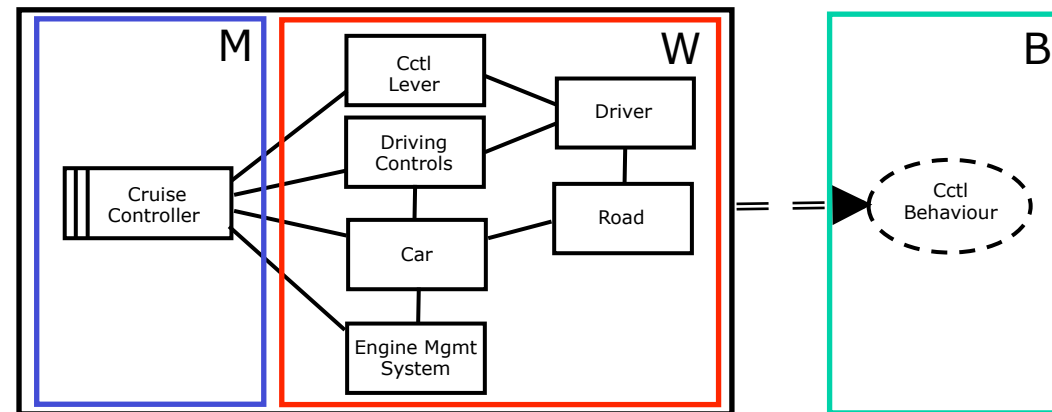 M
W
B
Cctl
Lever
Driver
Driving
Controls
Cruise
Controller
Road
Cctl
Behaviour
Car
Engine Mgmt
System